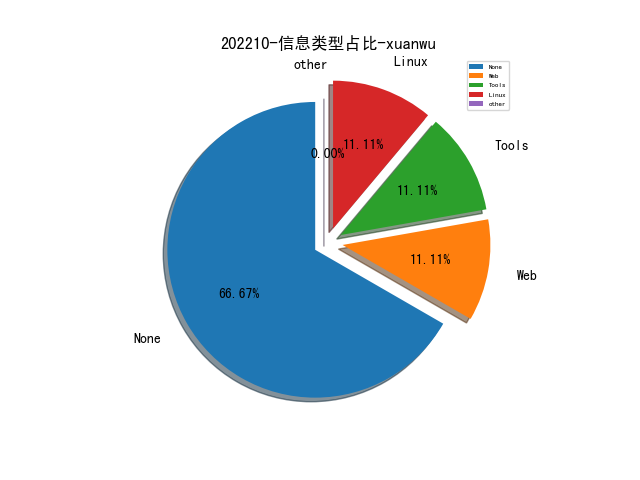 202210-信息类型占比-xuanwu
other
Linux
None
Web
Tools
Linux
other
0.00%
11.11%
Tools
11.11%
11.11%
Web
66.67%
None